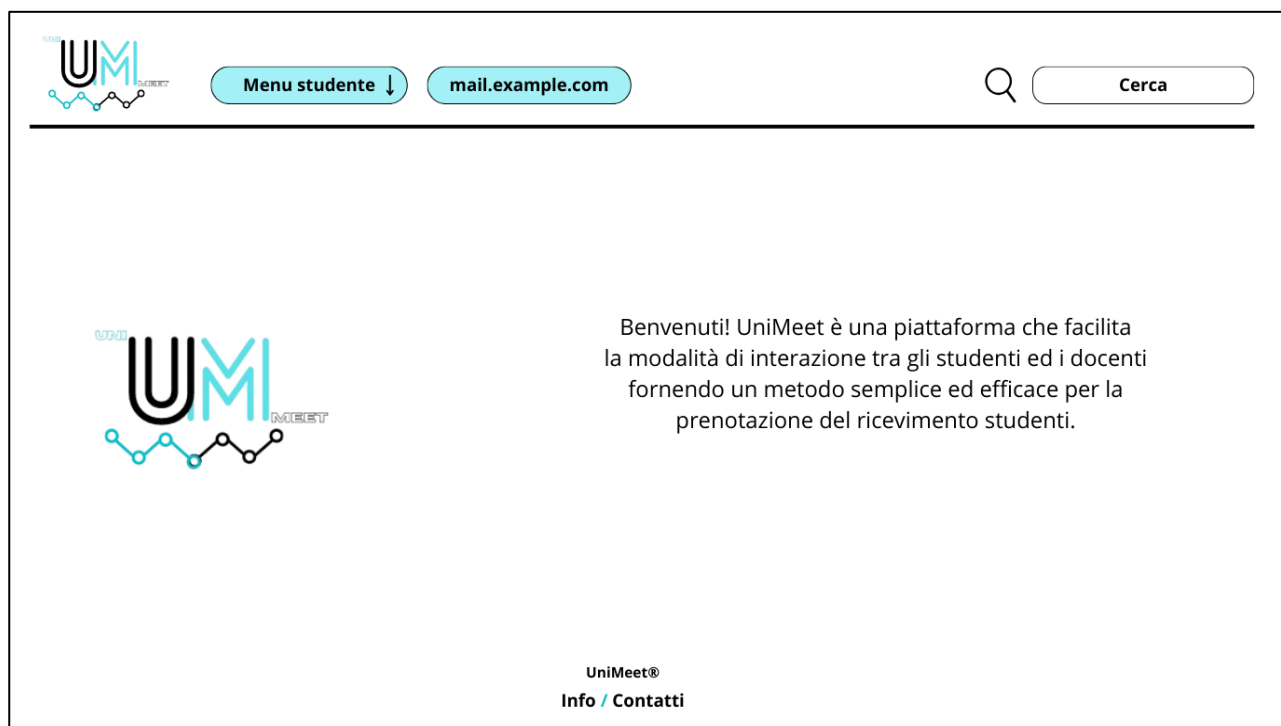 UNI
UM
MEET
Menu studente ↓
mail.example.com
Cerca
UNI
UM
MEET
Benvenuti! UniMeet è una piattaforma che facilita
la modalità di interazione tra gli studenti ed i docenti
fornendo un metodo semplice ed efficace per la
prenotazione del ricevimento studenti.
UniMeet®
Info / Contatti